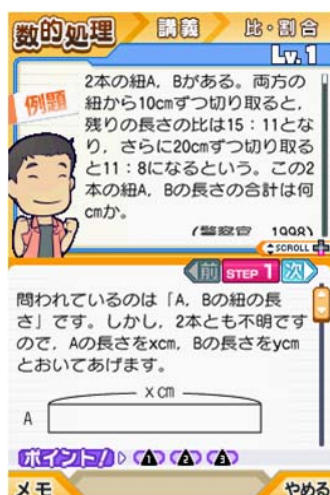 数的処理 講義 比・割合
Lv.1
例題
2本の紐A，Bがある。両方の
紐から10cmずつ切り取ると，
残りの長さの比は15：11とな
り，さらに20cmずつ切り取る
と11：8になるという。この2
本の紐A，Bの長さの合計は何
cmか。
1998)
SCROLL
前 STEP 1 次
問われているのは「A，Bの紐の長
さ」です。しかし，2本とも不明です
ので，Aの長さをxcm，Bの長さをycm
とおいてあげます。
x cm
A
ポイント! 1 2 3
メモ やめる